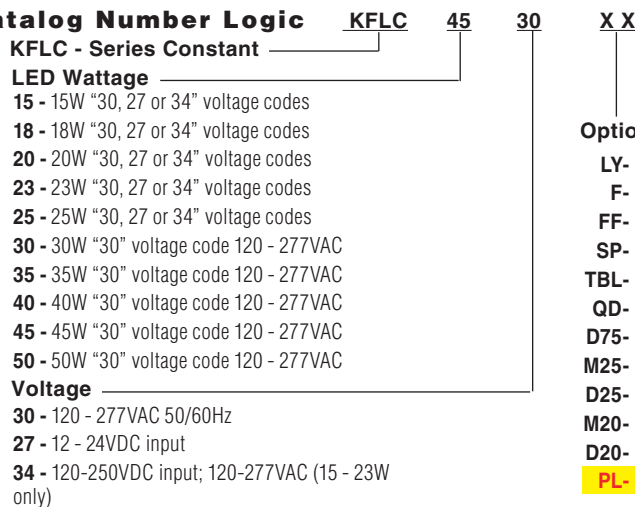 atalog Number Logic KFLC 45 30 X X
KFLC - Series Constant
LED Wattage
15 - 15W “30, 27 or 34” voltage codes
18 - 18W “30, 27 or 34” voltage codes
20 - 20W “30, 27 or 34” voltage codes
23 - 23W “30, 27 or 34” voltage codes
25 - 25W “30, 27 or 34” voltage codes
30 - 30W “30” voltage code 120 - 277VAC
35 - 35W “30” voltage code 120 - 277VAC
40 - 40W “30” voltage code 120 - 277VAC
45 - 45W “30” voltage code 120 - 277VAC
50 - 50W “30” voltage code 120 - 277VAC
Voltage
30 - 120 - 277VAC 50/60Hz
27 - 12 - 24VDC input
34 - 120-250VDC input; 120-277VAC (15 - 23W
only)
Optio
LY-
F-
FF-
SP-
TBL-
QD-
D75-
M25-
D25-
M20-
D20-
PL-